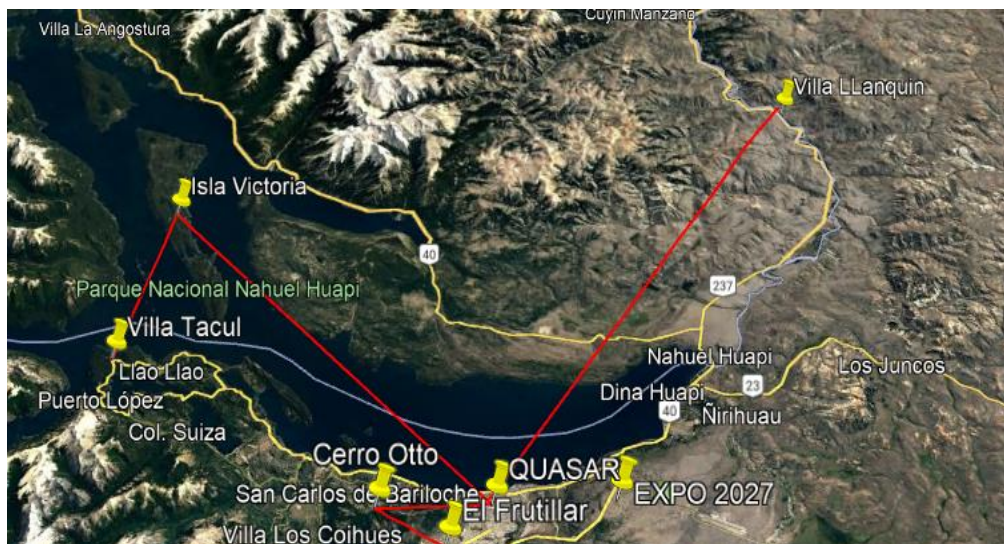 Cuyin Manzano
Villa La Angostura
Villa LLanquin
Isla Victoria
40
237
Parque Nacional Nahuel Huapi
Villa Tacul
Nahuel Huapi
Los Juncos
Llao Llao
Dina Huapi
23
Puerto López
40
Ñirihuau
Col. Suiza
Cerro Otto
QUASAR
San Carlos de Bariloche
EXPO 2027
El Frutillar
Villa Los Coihues